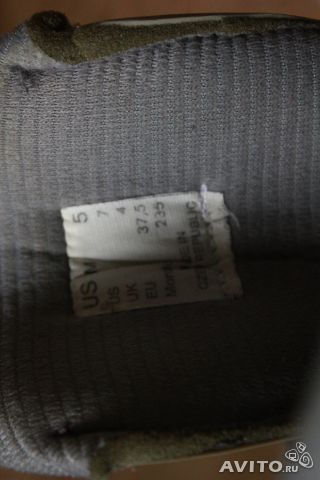 US M 5
US 7
UK 4
EU 37,5
Mondo 235
MADE IN
CZECH REPUBLIC
AVITO.ru